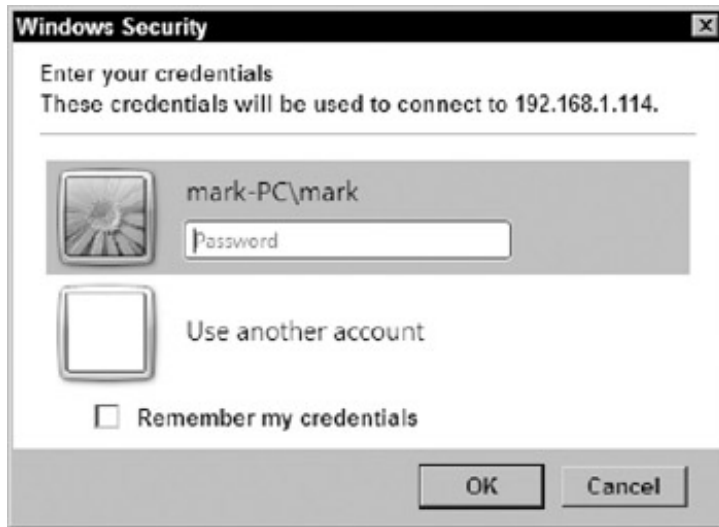 Windows Security
Enter your credentials
These credentials will be used to connect to 192.168.1.114.
mark-PC\mark
Password
Use another account
Remember my credentials
OK
Cancel